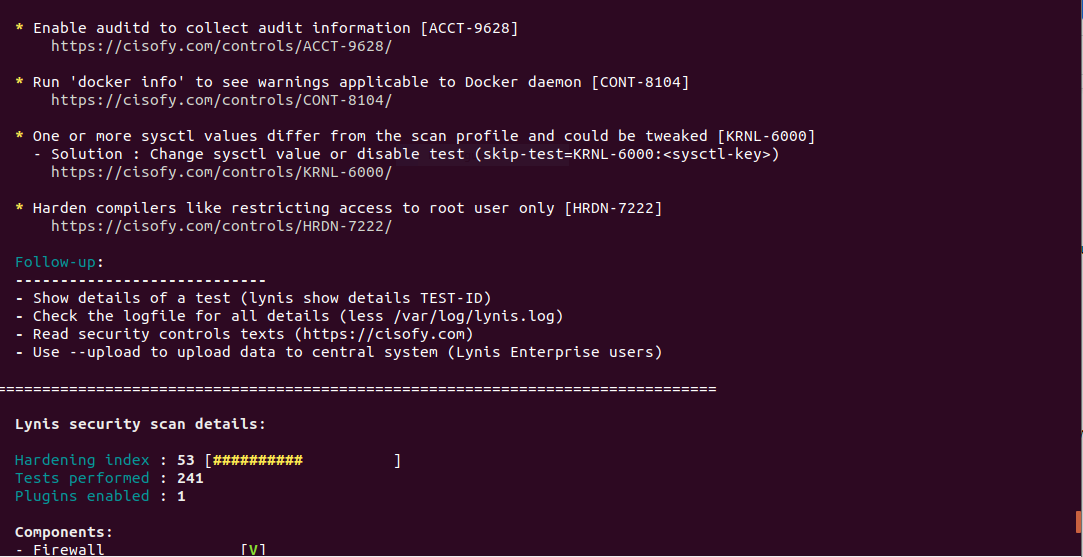 * Enable auditd to collect audit information [ACCT-9628]
https://cisofy.com/controls/ACCT-9628/
* Run 'docker info' to see warnings applicable to Docker daemon [CONT-8104]
https://cisofy.com/controls/CONT-8104/
* One or more sysctl values differ from the scan profile and could be tweaked [KRNL-6000]
- Solution : Change sysctl value or disable test (skip-test=KRNL-6000:<sysctl-key>)
https://cisofy.com/controls/KRNL-6000/
* Harden compilers like restricting access to root user only [HRDN-7222]
https://cisofy.com/controls/HRDN-7222/
Follow-up:
----------------------------
- Show details of a test (lynis show details TEST-ID)
- Check the logfile for all details (less /var/log/lynis.log)
- Read security controls texts (https://cisofy.com)
- Use --upload to upload data to central system (Lynis Enterprise users)
================================================================================
Lynis security scan details:
Hardening index : 53 [##########          ]
Tests performed : 241
Plugins enabled : 1
Components:
- Firewall               [V]